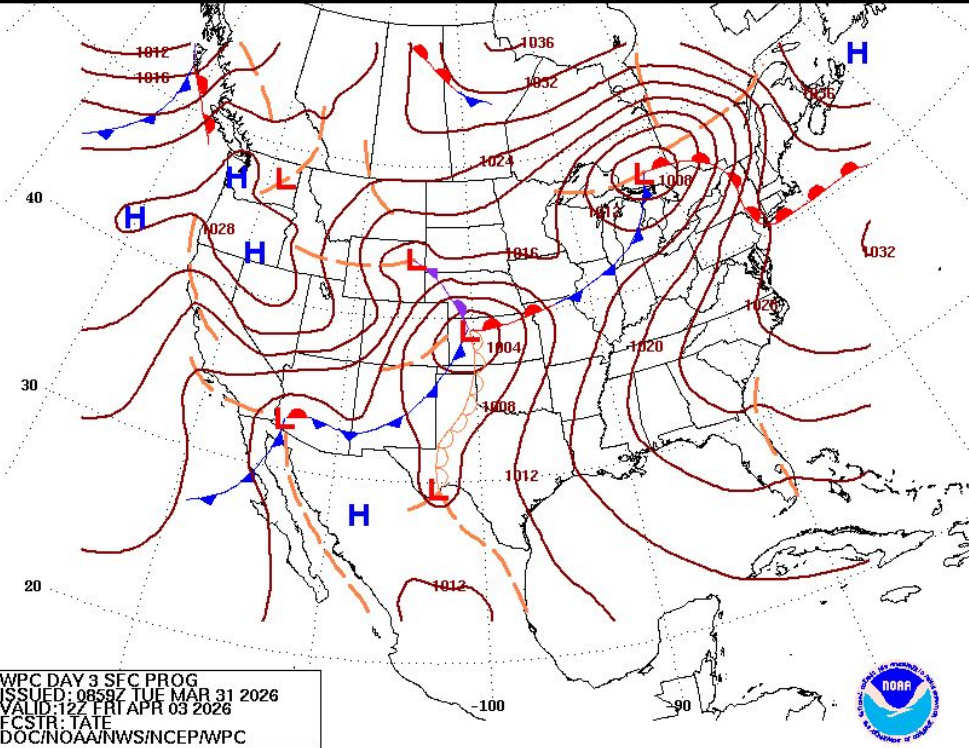 1012
1036
H
1016
1032
1036
1024
L
1008
H
L
40
H
1012
1028
H
1016
1032
L
1028
L
1004
1020
30
1008
L
1012
L
H
20
1012
-100
-90
WPC DAY 3 SFC PROG
ISSUED: 0859Z TUE MAR 31 2026
VALID:12Z FRI APR 03 2026
FCSTR: TATE
DOC/NOAA/NWS/NCEP/WPC
NOAA